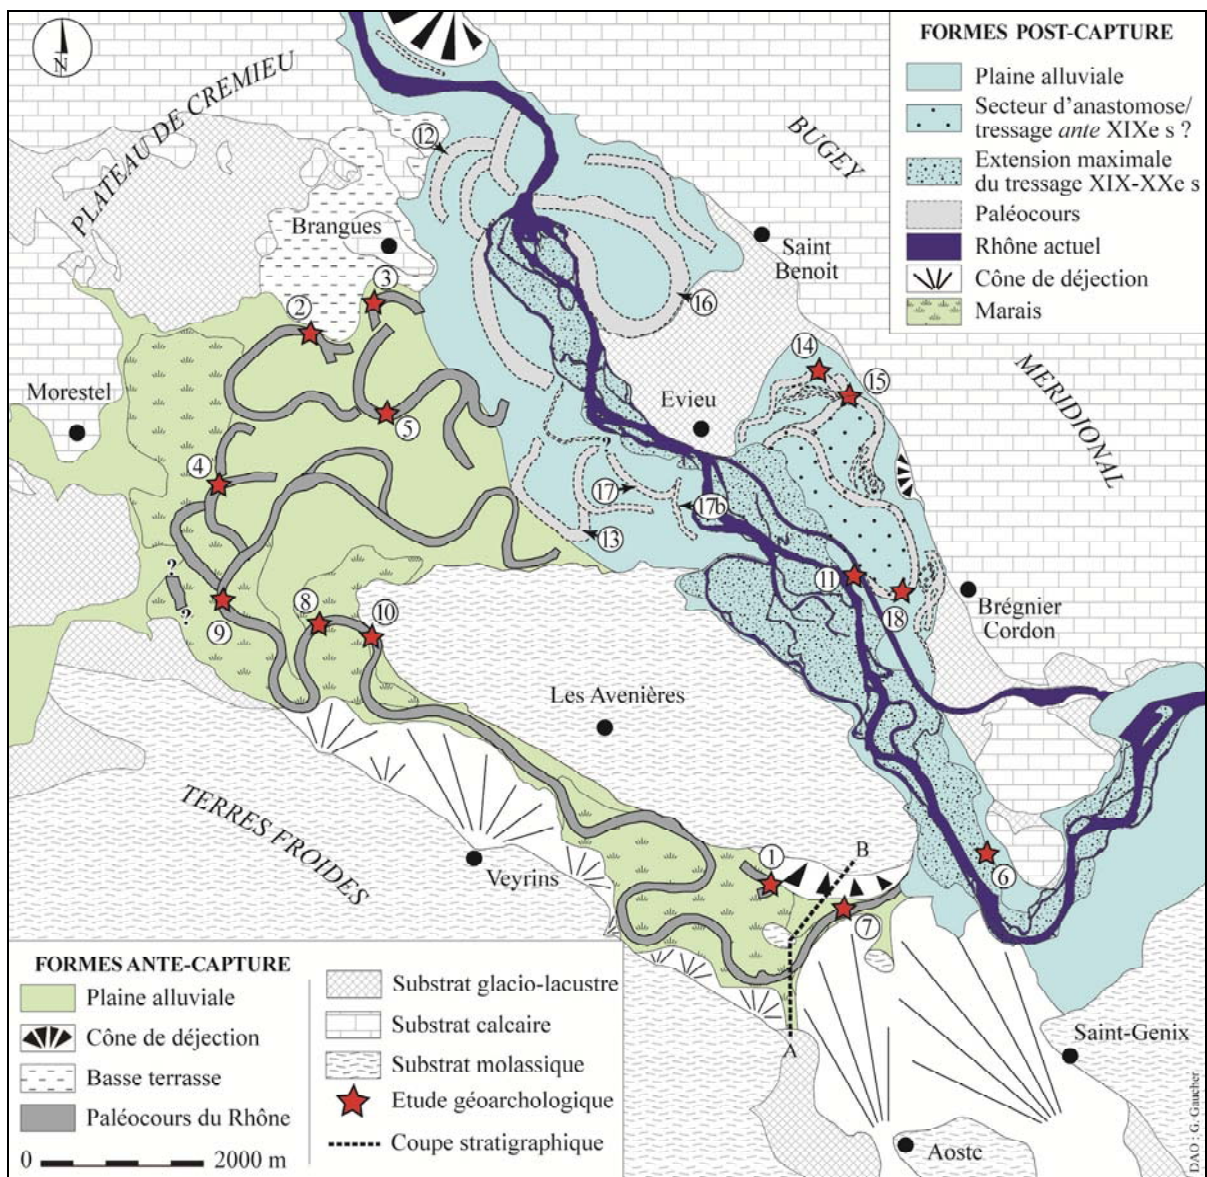 N
PLATEAU DE CREMIEU
BUGEY
MERIDIONAL
TERRES FROIDES
FORMES POST-CAPTURE
Plaine alluviale
Secteur d'anastomose/
tressage ante XIXe s ?
Extension maximale
du tressage XIX-XXe s
Paléocours
Rhône actuel
Cône de déjection
Marais
12
Brangues
3
2
Saint
Benoit
16
14
15
Morestel
Evieu
5
4
17
17b
13
?
?
?
9
8
10
11
18
Brégnier
Cordon
Les Avenières
Veyrins
1
B
6
7
A
Saint-Genix
Aoste
FORMES ANTE-CAPTURE
Plaine alluviale
Cône de déjection
Basse terrasse
Paléocours du Rhône
0 2000 m
Substrat glacio-lacustre
Substrat calcaire
Substrat molassique
Etude géoarchologique
Coupe stratigraphique
DAO : G. Gaucher